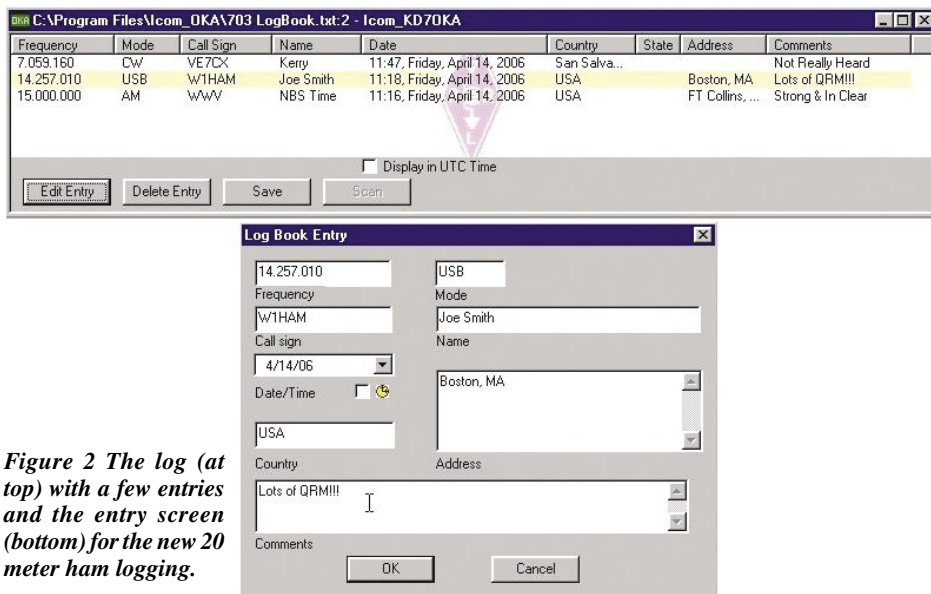 OKA C:\Program Files\Icom_OKA\703 LogBook.txt:2 - Icom_KD7OKA
Frequency Mode Call Sign Name Date Country State Address Comments
7.059.160 CW VE7CX Kerry 11:47, Friday, April 14, 2006 San Salva... Not Really Heard
14.257.010 USB W1HAM Joe Smith 11:18, Friday, April 14, 2006 USA Boston, MA Lots of QRM!!!
15.000.000 AM WWV NBS Time 11:16, Friday, April 14, 2006 USA FT Collins, ... Strong & In Clear
Display in UTC Time
Edit Entry Delete Entry Save Scan
Log Book Entry
14.257.010 USB
Frequency Mode
W1HAM Joe Smith
Call sign Name
4/14/06
Date/Time
Boston, MA
USA
Country Address
Lots of QRM!!!
Comments
OK Cancel
Figure 2 The log (at
top) with a few entries
and the entry screen
(bottom) for the new 20
meter ham logging.